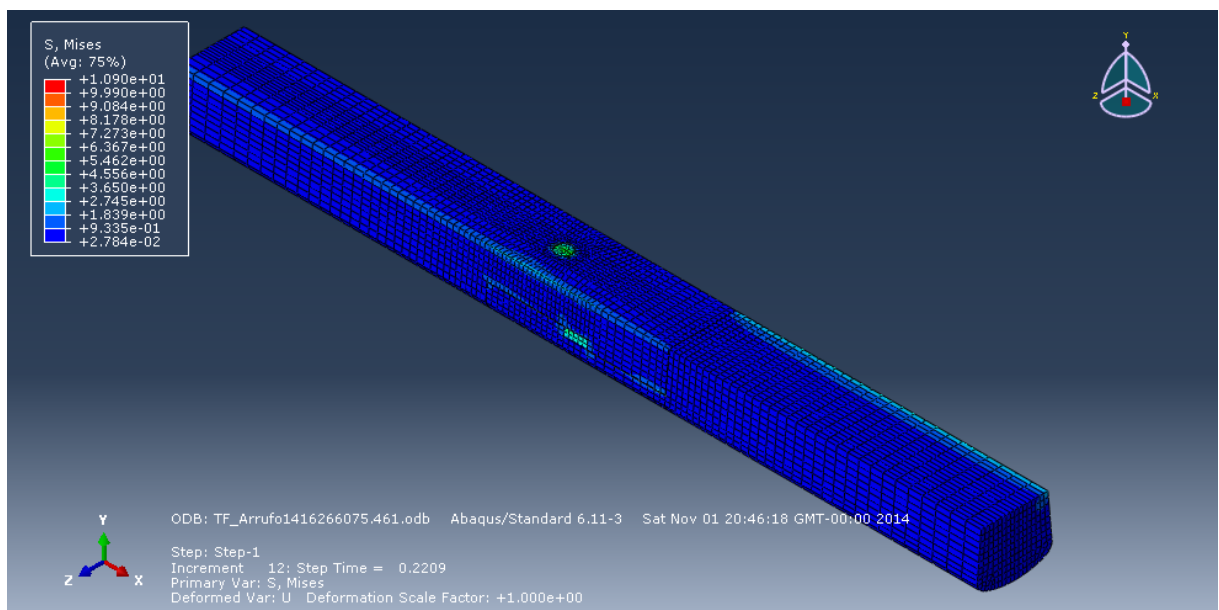 S, Mises
(Avg: 75%)
+1.090e+01
+9.990e+00
+9.084e+00
+8.178e+00
+7.273e+00
+6.367e+00
+5.462e+00
+4.556e+00
+3.650e+00
+2.745e+00
+1.839e+00
+9.335e-01
+2.784e-02
Y
Z X
Y
Z X
ODB: TF_Arrufo1416266075.461.odb Abaqus/Standard 6.11-3 Sat Nov 01 20:46:18 GMT-00:00 2014
Step: Step-1
Increment 12: Step Time = 0.2209
Primary Var: S, Mises
Deformed Var: U Deformation Scale Factor: +1.000e+00